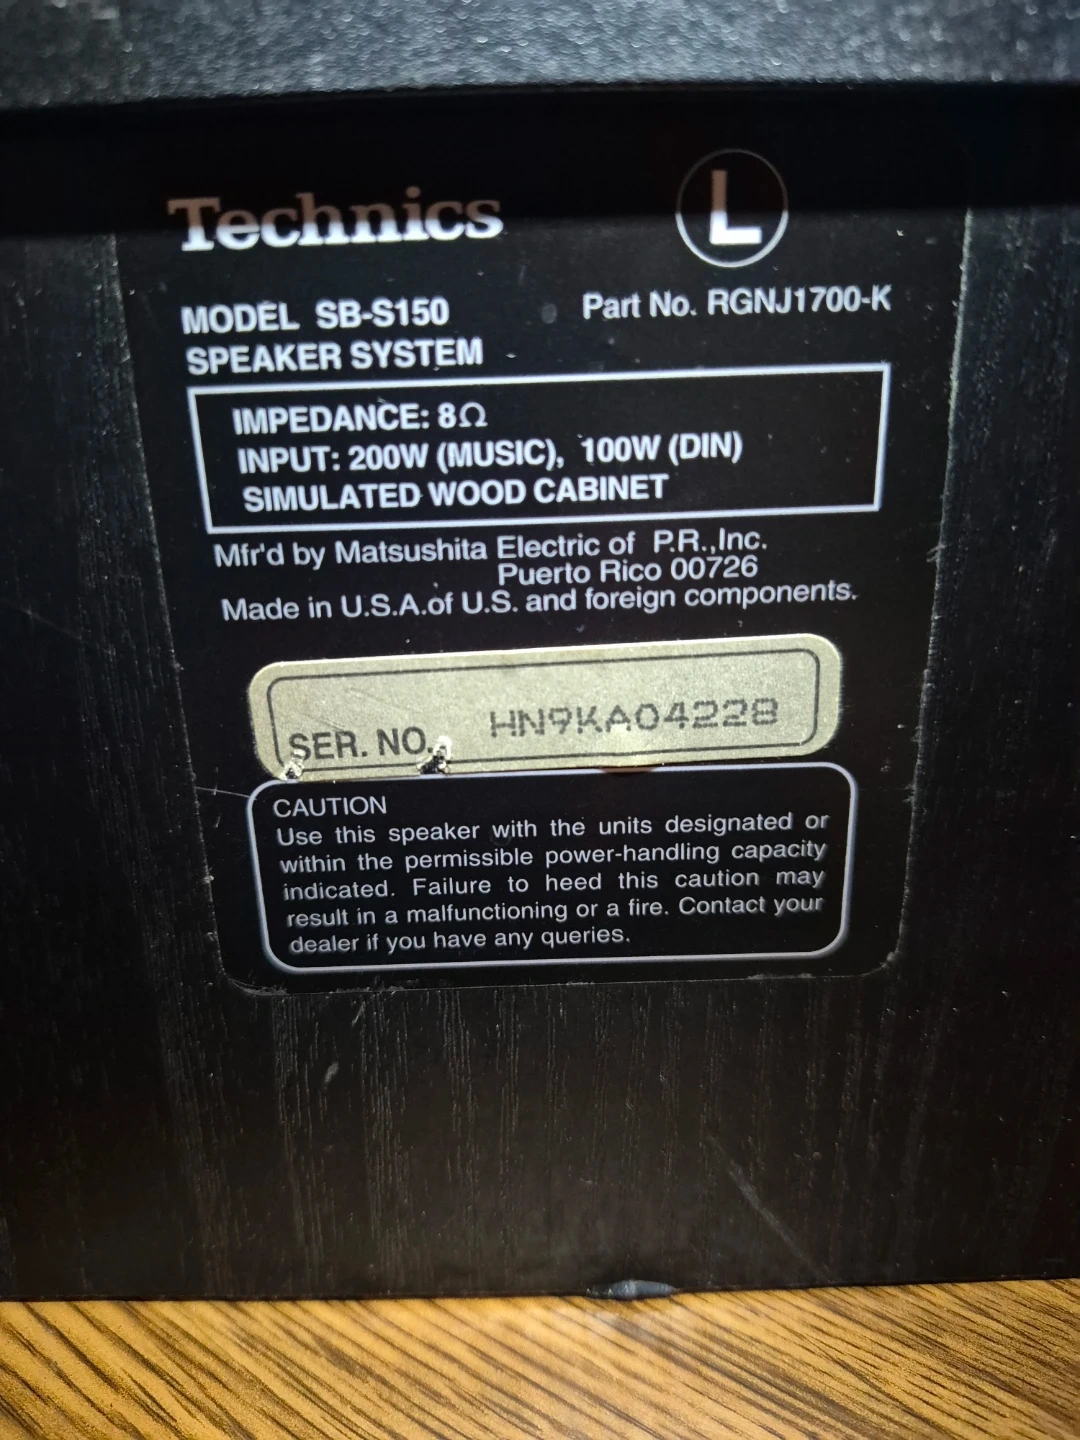 Technics
L
MODEL SB-S150
Part No. RGNJ1700-K
SPEAKER SYSTEM
IMPEDANCE: 8Ω
INPUT: 200W (MUSIC), 100W (DIN)
SIMULATED WOOD CABINET
Mfr'd by Matsushita Electric of P.R.,Inc.
Puerto Rico 00726
Made in U.S.A.of U.S. and foreign components.
SER. NO. HN9KA04228
CAUTION
Use this speaker with the units designated or
within the permissible power-handling capacity
indicated. Failure to heed this caution may
result in a malfunctioning or a fire. Contact your
dealer if you have any queries.